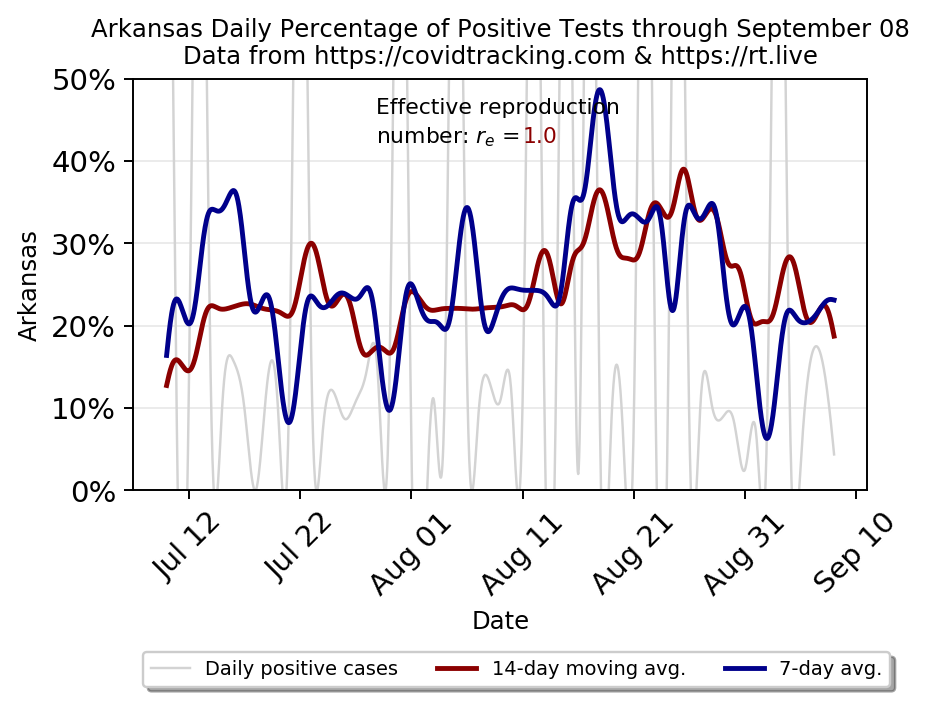 Arkansas Daily Percentage of Positive Tests through September 08
Data from https://covidtracking.com & https://rt.live
50%
40%
30%
20%
10%
0%
Arkansas
Effective reproduction
number: rₑ = 1.0
Jul 12
Jul 22
Aug 01
Aug 11
Aug 21
Aug 31
Sep 10
Date
Daily positive cases
14-day moving avg.
7-day avg.